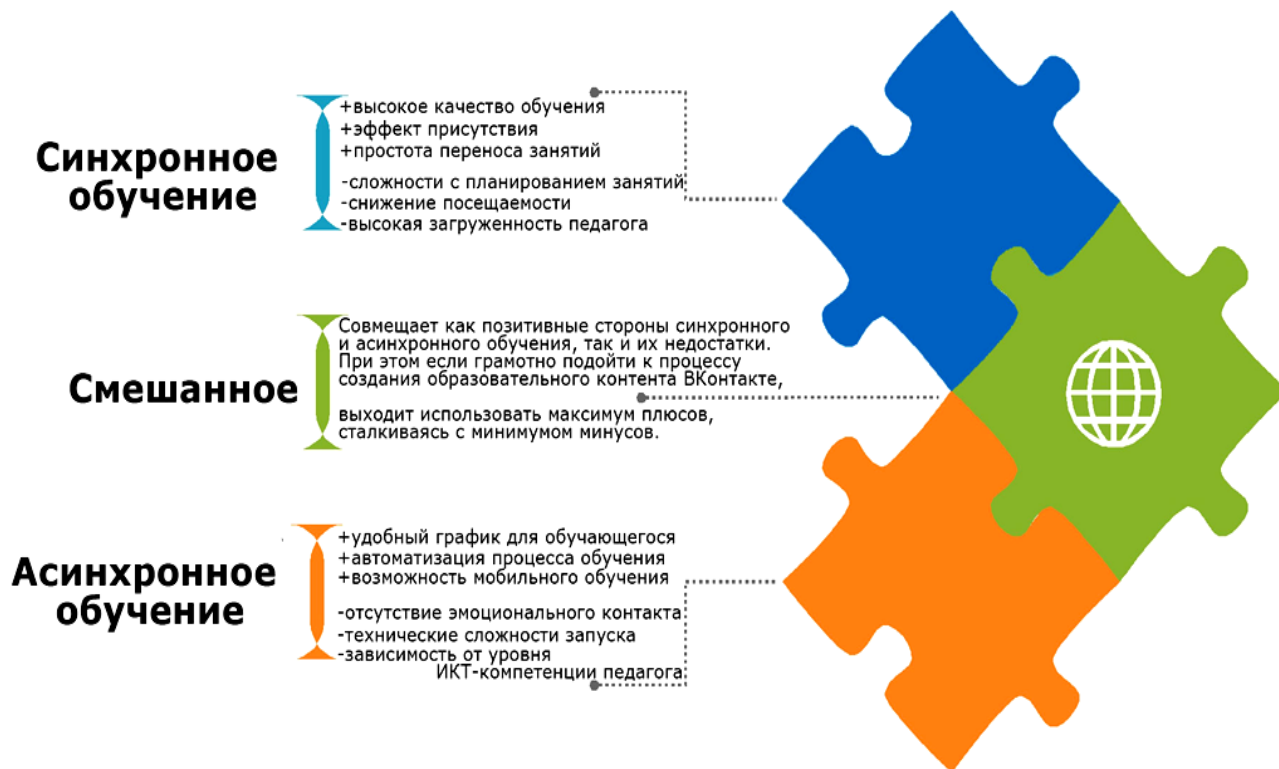 Синхронное
обучение
+высокое качество обучения
+эффект присутствия
+простота переноса занятий
-сложности с планированием занятий
-снижение посещаемости
-высокая загруженность педагога
Смешанное
Совмещает как позитивные стороны синхронного
и асинхронного обучения, так и их недостатки.
При этом если грамотно подойти к процессу
создания образовательного контента ВКонтакте,
выходит использовать максимум плюсов,
сталкиваясь с минимумом минусов.
Асинхронное
обучение
+удобный график для обучающегося
+автоматизация процесса обучения
+возможность мобильного обучения
-отсутствие эмоционального контакта
-технические сложности запуска
-зависимость от уровня
ИКТ-компетенции педагога